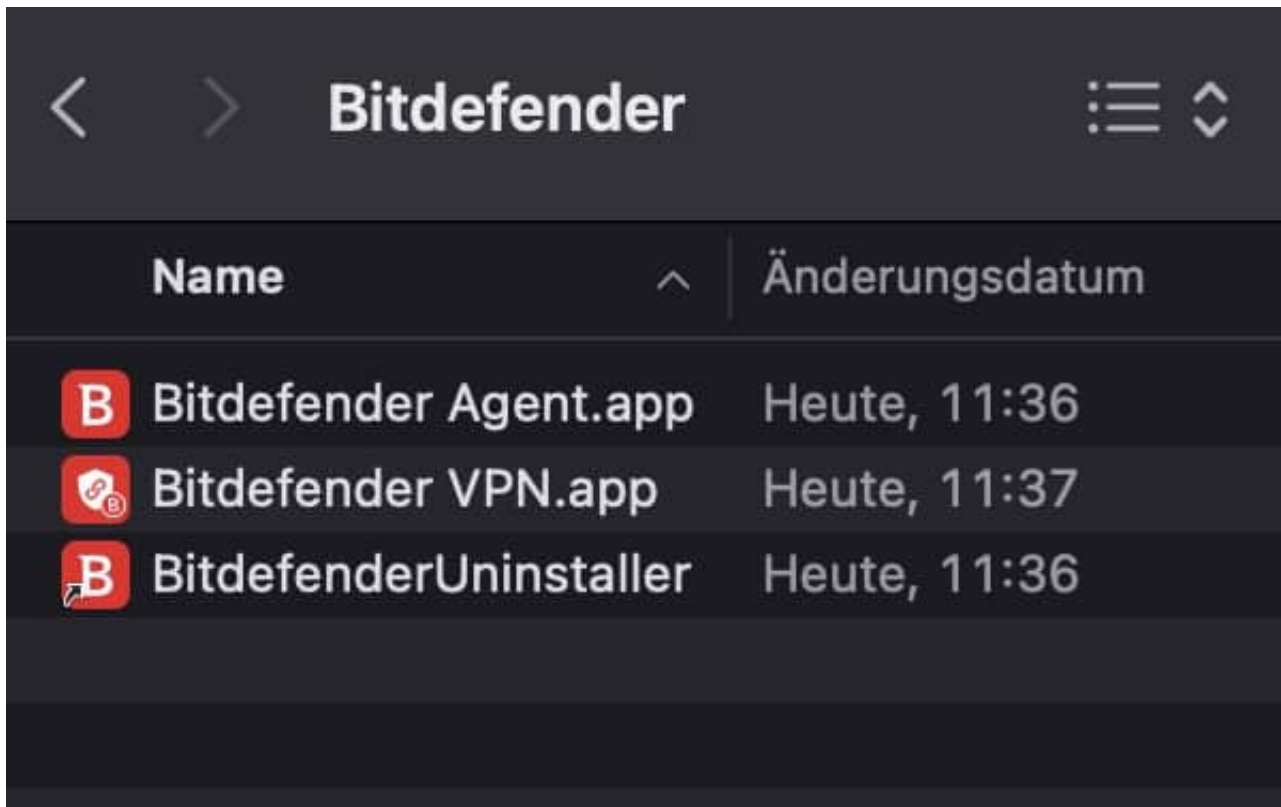 Bitdefender
Name Änderungsdatum
B Bitdefender Agent.app Heute, 11:36
B Bitdefender VPN.app Heute, 11:37
B BitdefenderUninstaller Heute, 11:36